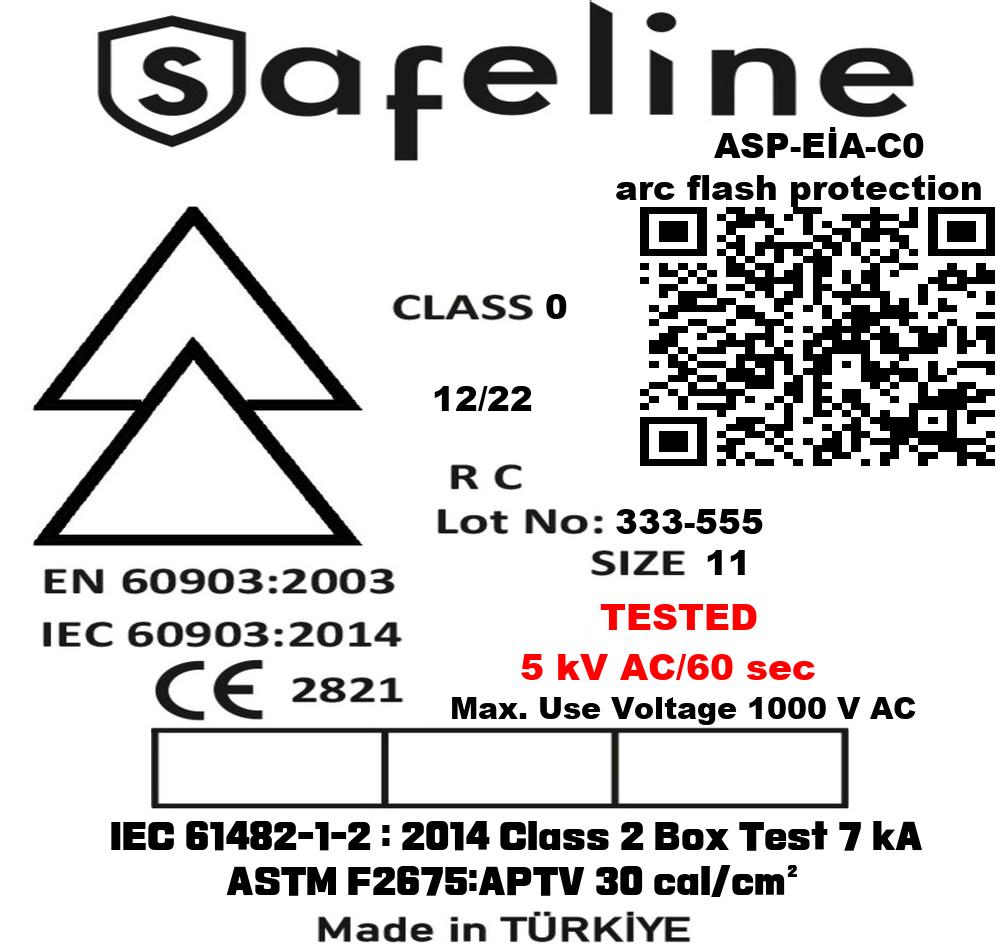 safeline
ASP-EİA-C0
arc flash protection
CLASS 0
12/22
R C
Lot No: 333-555
SIZE 11
EN 60903:2003
IEC 60903:2014
CE 2821
TESTED
5 kV AC/60 sec
Max. Use Voltage 1000 V AC
IEC 61482-1-2 : 2014 Class 2 Box Test 7 kA
ASTM F2675:APTV 30 cal/cm²
Made in TÜRKİYE